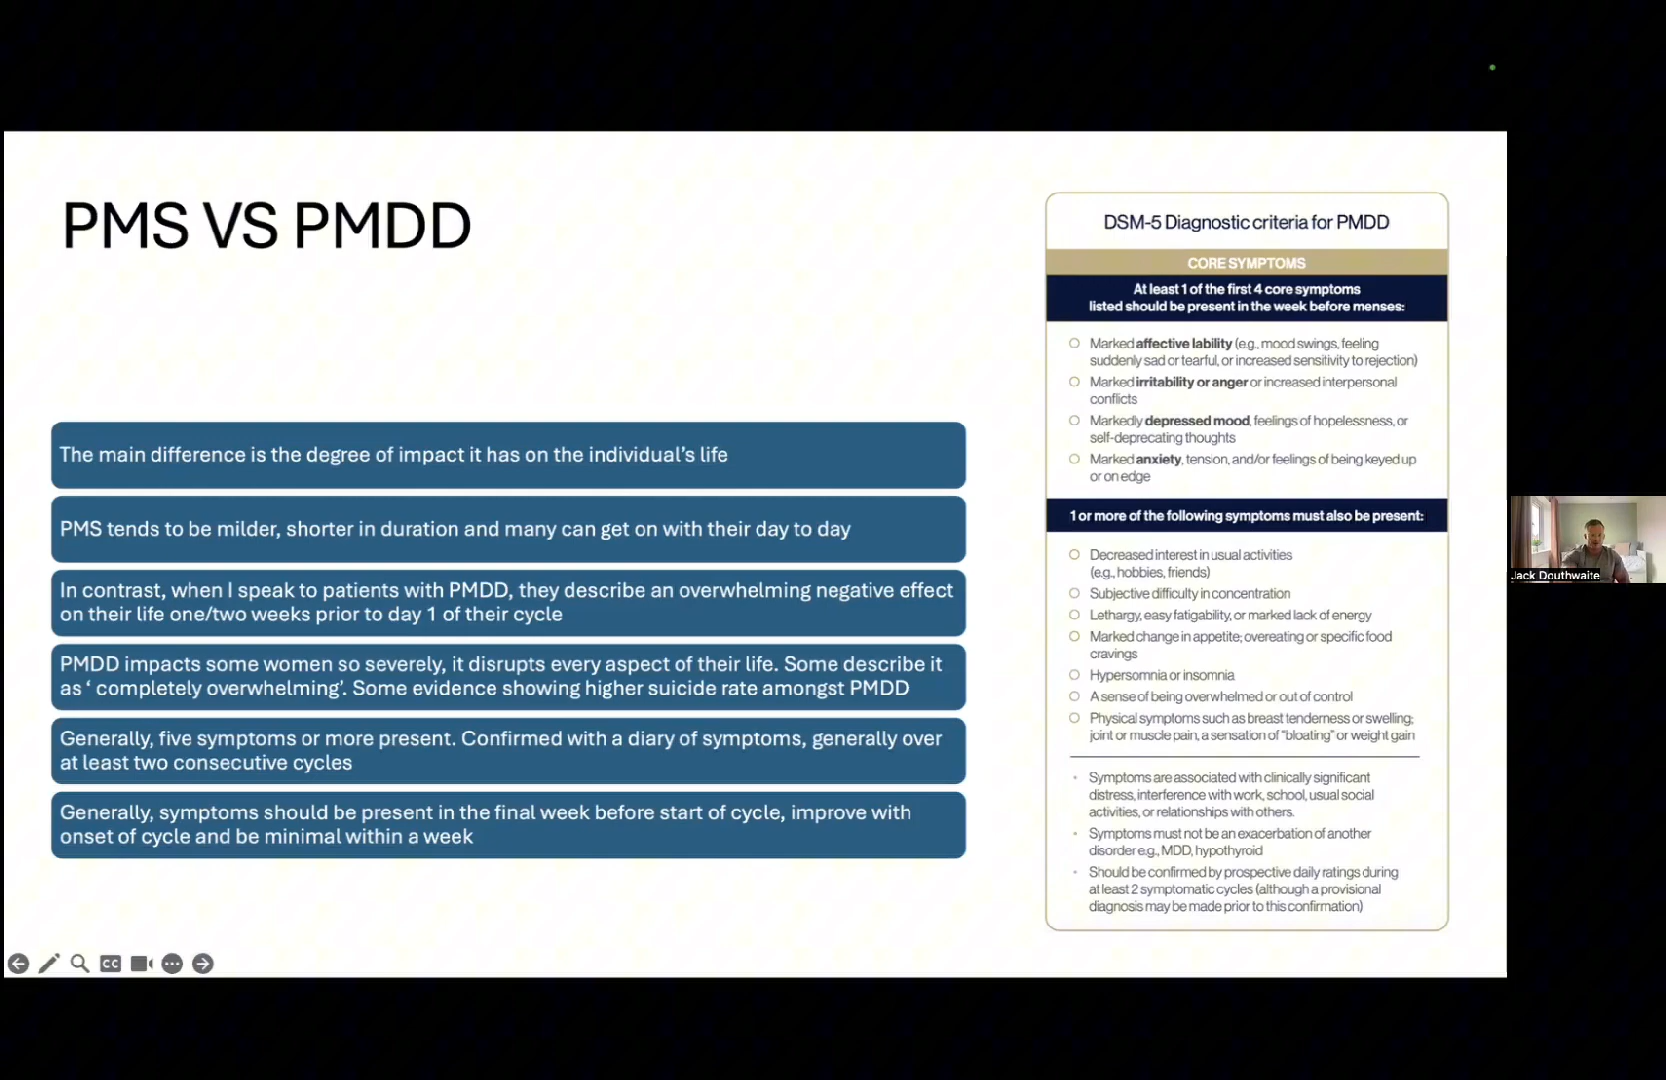 PMS VS PMDD
The main difference is the degree of impact it has on the individual's life
PMS tends to be milder, shorter in duration and many can get on with their day to day
In contrast, when I speak to patients with PMDD, they describe an overwhelming negative effect
on their life one/two weeks prior to day 1 of their cycle
PMDD impacts some women so severely, it disrupts every aspect of their life. Some describe it
as ‘ completely overwhelming’. Some evidence showing higher suicide rate amongst PMDD
Generally, five symptoms or more present. Confirmed with a diary of symptoms, generally over
at least two consecutive cycles
Generally, symptoms should be present in the final week before start of cycle, improve with
onset of cycle and be minimal within a week
DSM-5 Diagnostic criteria for PMDD
CORE SYMPTOMS
At least 1 of the first 4 core symptoms
listed should be present in the week before menses:
Marked affective lability (e.g., mood swings, feeling
suddenly sad or tearful, or increased sensitivity to rejection)
Marked irritability or anger or increased interpersonal
conflicts
Markedly depressed mood, feelings of hopelessness, or
self-deprecating thoughts
Marked anxiety, tension, and/or feelings of being keyed up
or on edge
1 or more of the following symptoms must also be present:
Decreased interest in usual activities
(e.g., hobbies, friends)
Subjective difficulty in concentration
Lethargy, easy fatigability, or marked lack of energy
Marked change in appetite; overeating or specific food
cravings
Hypersomnia or insomnia
A sense of being overwhelmed or out of control
Physical symptoms such as breast tenderness or swelling;
joint or muscle pain, a sensation of "bloating" or weight gain
Symptoms are associated with clinically significant
distress, interference with work, school, usual social
activities, or relationships with others.
Symptoms must not be an exacerbation of another
disorder e.g., MDD, hypothyroid
Should be confirmed by prospective daily ratings during
at least 2 symptomatic cycles (although a provisional
diagnosis may be made prior to this confirmation)
CC
Jack Douthwaite